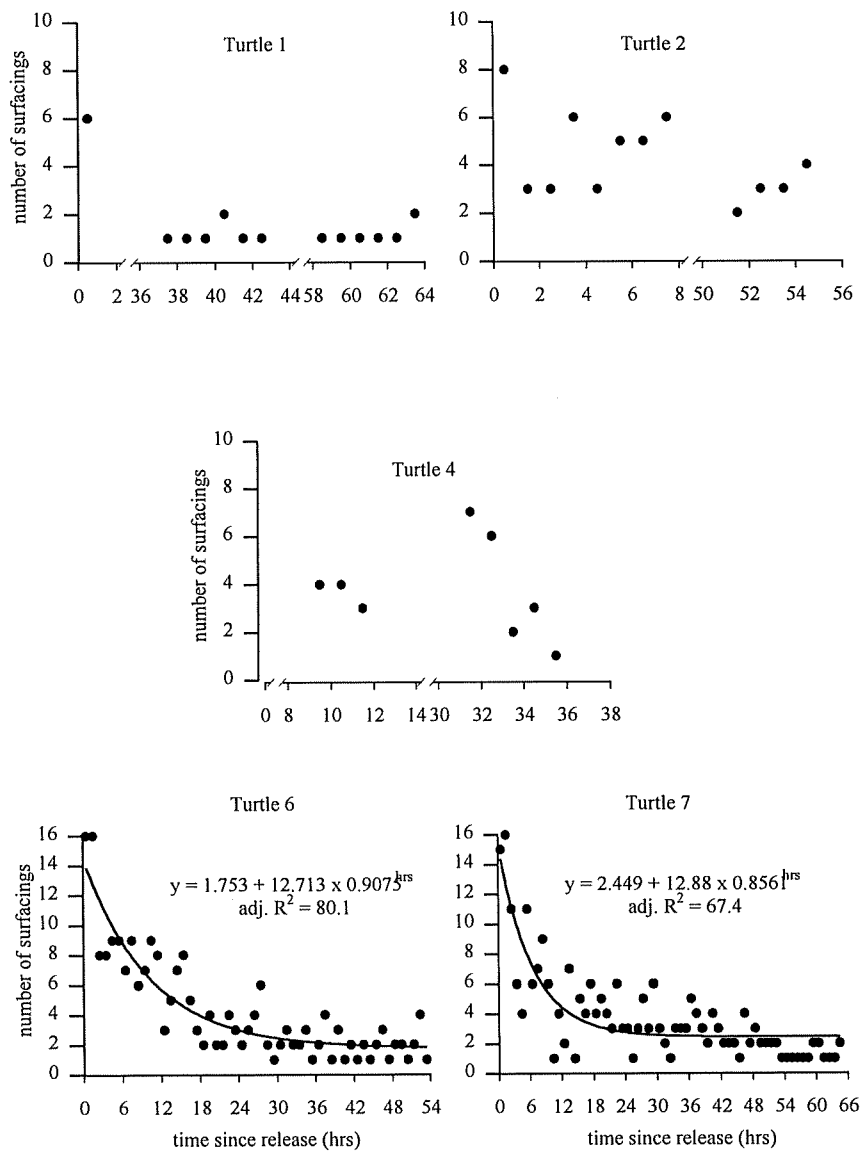 Turtle 1
number of surfacings
10
8
6
4
2
0
0 2 36 38 40 42 44 58 60 62 64
Turtle 2
10
8
6
4
2
0
0 2 4 6 8 50 52 54 56
Turtle 4
number of surfacings
10
8
6
4
2
0
0 8 10 12 14 30 32 34 36 38
Turtle 6
number of surfacings
16
14
12
10
8
6
4
2
0
y = 1.753 + 12.713 x 0.9075^hrs
adj. R² = 80.1
0 6 12 18 24 30 36 42 48 54
time since release (hrs)
Turtle 7
16
14
12
10
8
6
4
2
0
y = 2.449 + 12.88 x 0.8561^hrs
adj. R² = 67.4
0 6 12 18 24 30 36 42 48 54 60 66
time since release (hrs)